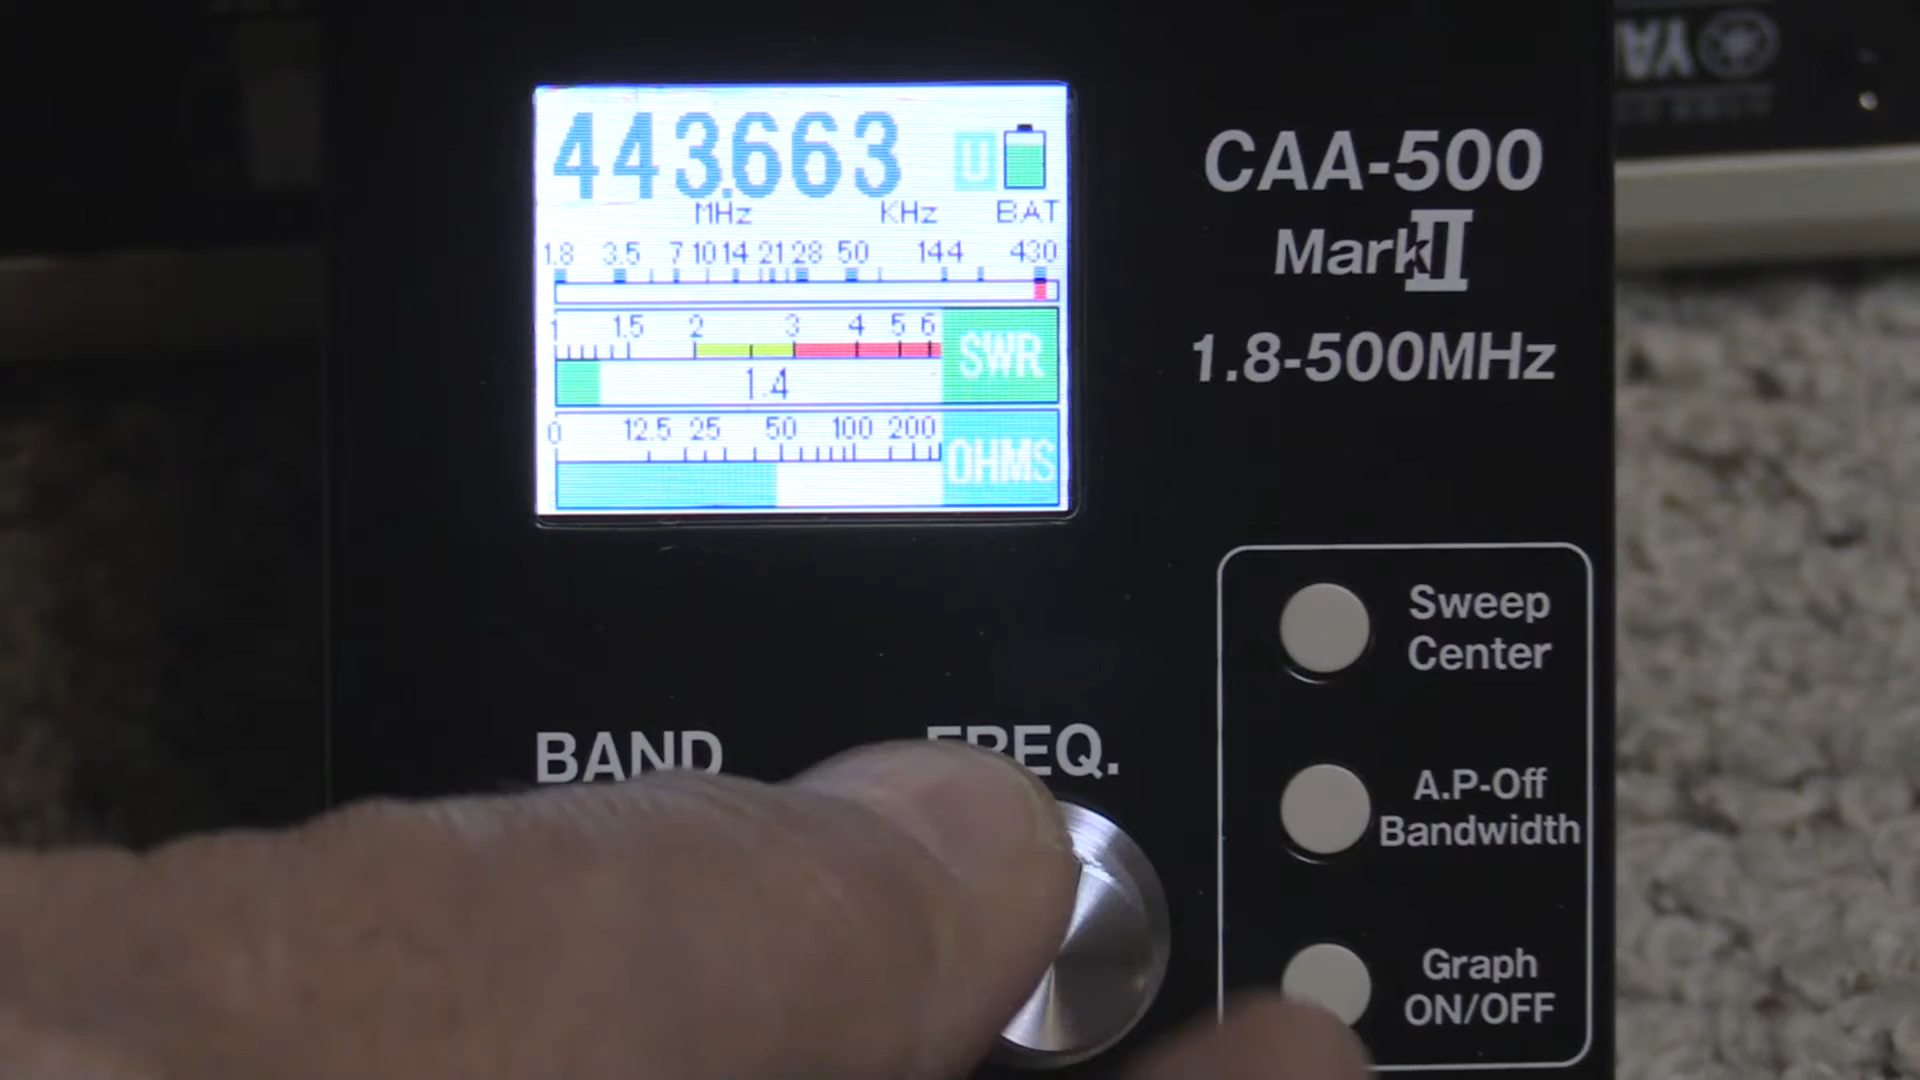 443.663 U
MHz KHz BAT
1.8 3.5 7 10 14 21 28 50 144 430
1 1.5 2 3 4 5 6
SWR
1.4
0 12.5 25 50 100 200
OHMS
CAA-500
MarkII
1.8-500MHz
YA
BAND
FREQ.
Sweep
Center
A.P-Off
Bandwidth
Graph
ON/OFF